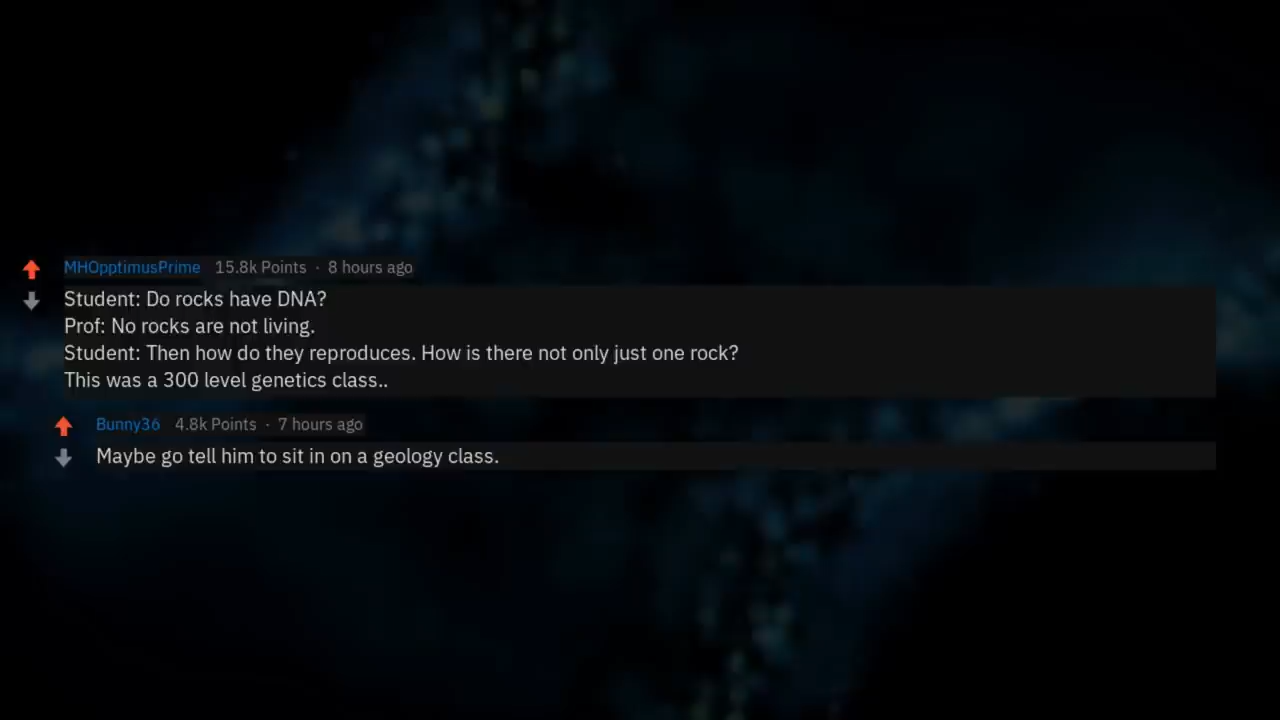 MHOpptimusPrime 15.8k Points · 8 hours ago
Student: Do rocks have DNA?
Prof: No rocks are not living.
Student: Then how do they reproduces. How is there not only just one rock?
This was a 300 level genetics class..
Bunny36 4.8k Points · 7 hours ago
Maybe go tell him to sit in on a geology class.